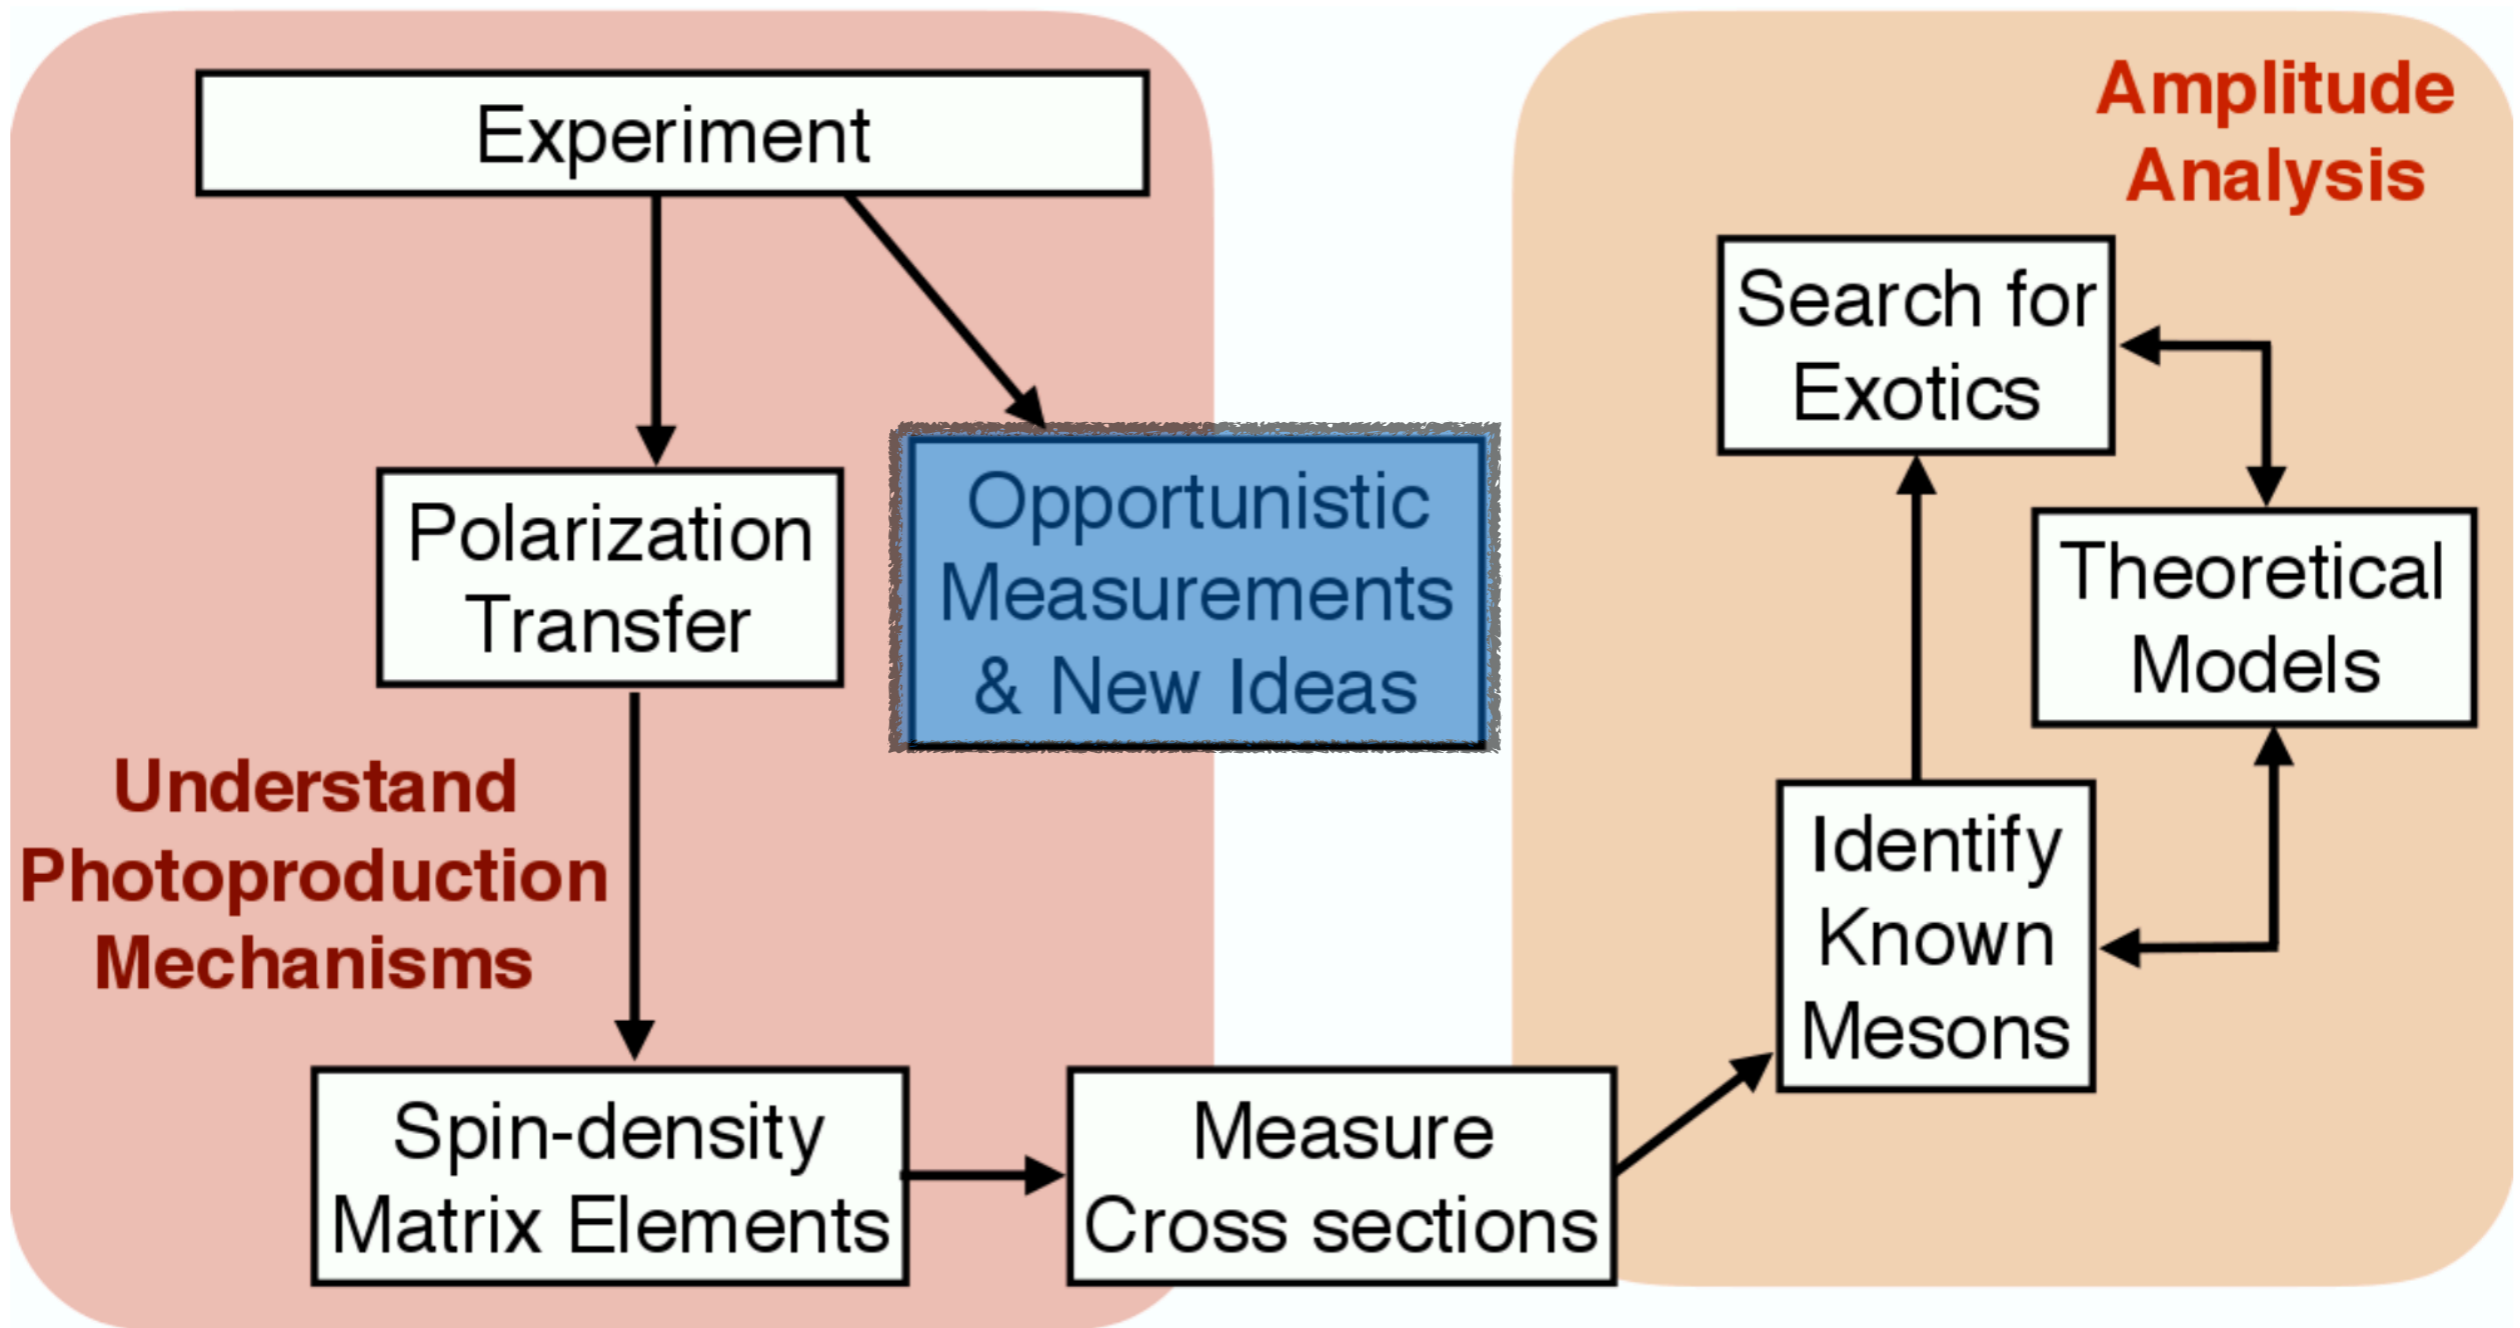 Experiment
Polarization
Transfer
Opportunistic
Measurements
& New Ideas
Understand
Photoproduction
Mechanisms
Spin-density
Matrix Elements
Measure
Cross sections
Amplitude
Analysis
Search for
Exotics
Theoretical
Models
Identify
Known
Mesons